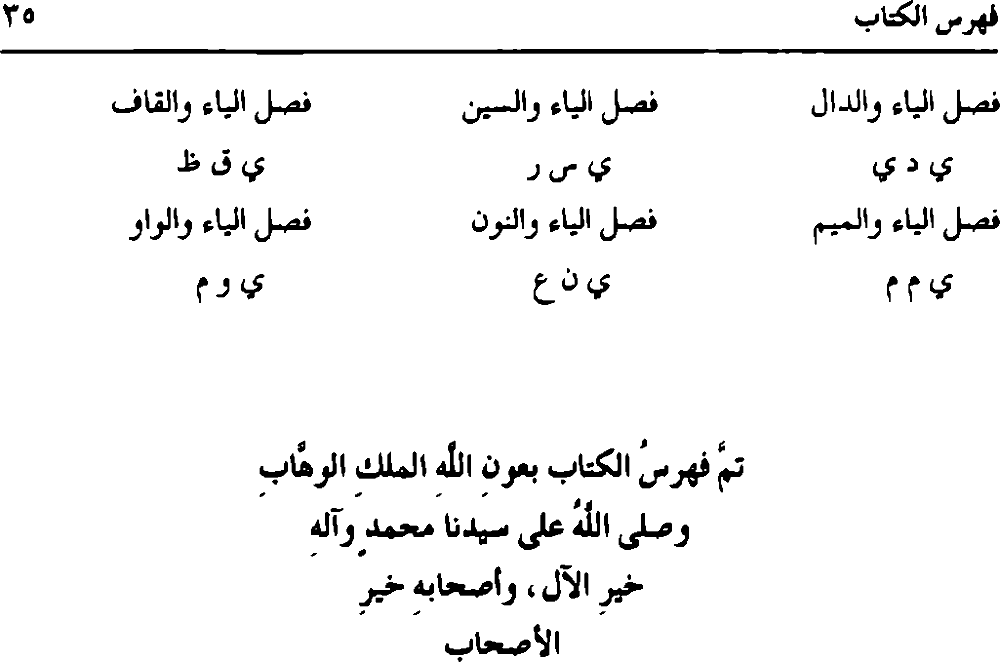 فهرس الكتاب ٣٥
فصل الياء والدال فصل الياء والسين فصل الياء والقاف
ي د ي ي س ر ي ق ظ
فصل الياء والميم فصل الياء والنون فصل الياء والواو
ي م م ي ن ع ي و م
تمَّ فهرسُ الكتاب بعونِ اللَّهِ الملكِ الوهَّابِ
وصلى اللَّهُ على سيدنا محمدٍ وآلهِ
خيرِ الآل، وأصحابهِ خيرِ
الأصحاب